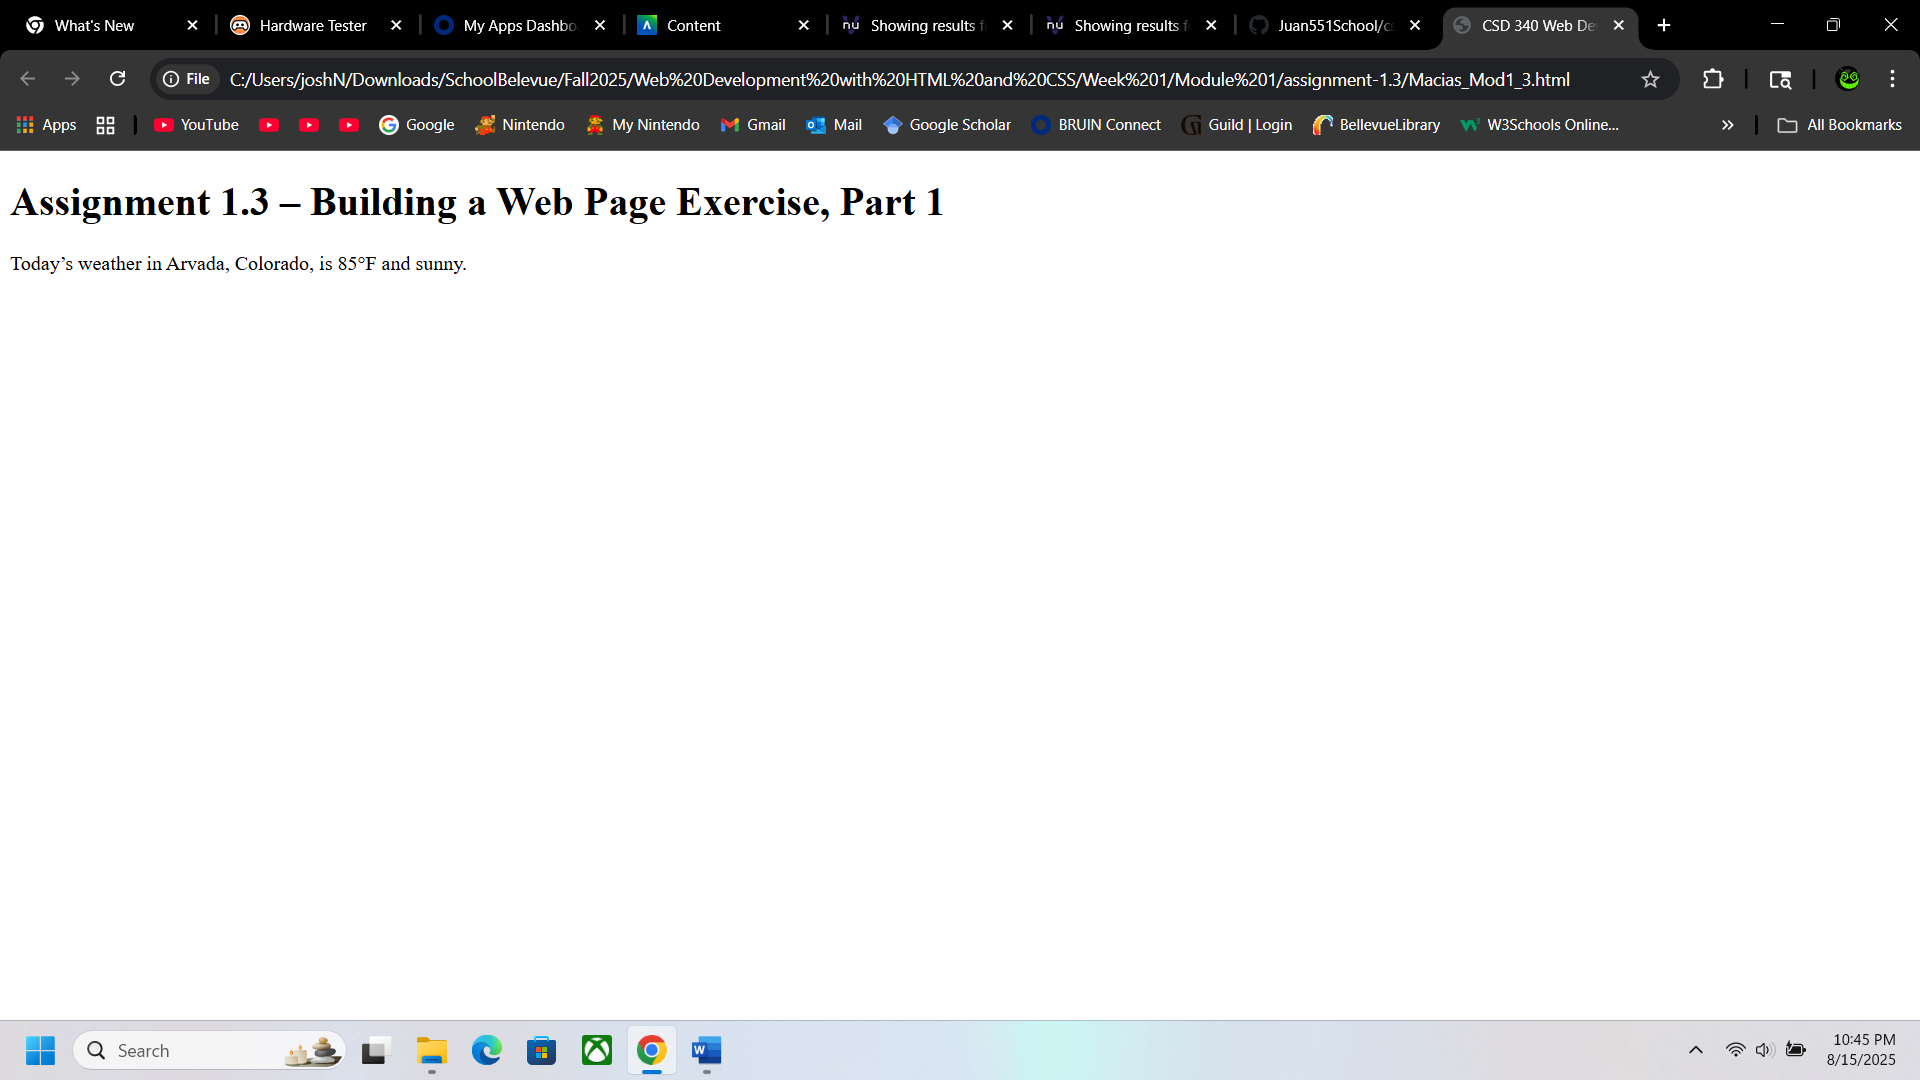 What's New
Hardware Tester
My Apps Dashbo
Content
Showing results f
Showing results f
Juan551School/cs
CSD 340 Web De
File
C:/Users/joshN/Downloads/SchoolBelevue/Fall2025/Web%20Development%20with%20HTML%20and%20CSS/Week%201/Module%201/assignment-1.3/Macias_Mod1_3.html
Apps
YouTube
Google
Nintendo
My Nintendo
Gmail
Mail
Google Scholar
BRUIN Connect
Guild | Login
BellevueLibrary
W3Schools Online...
All Bookmarks
Assignment 1.3 – Building a Web Page Exercise, Part 1
Today’s weather in Arvada, Colorado, is 85°F and sunny.
Search
10:45 PM
8/15/2025